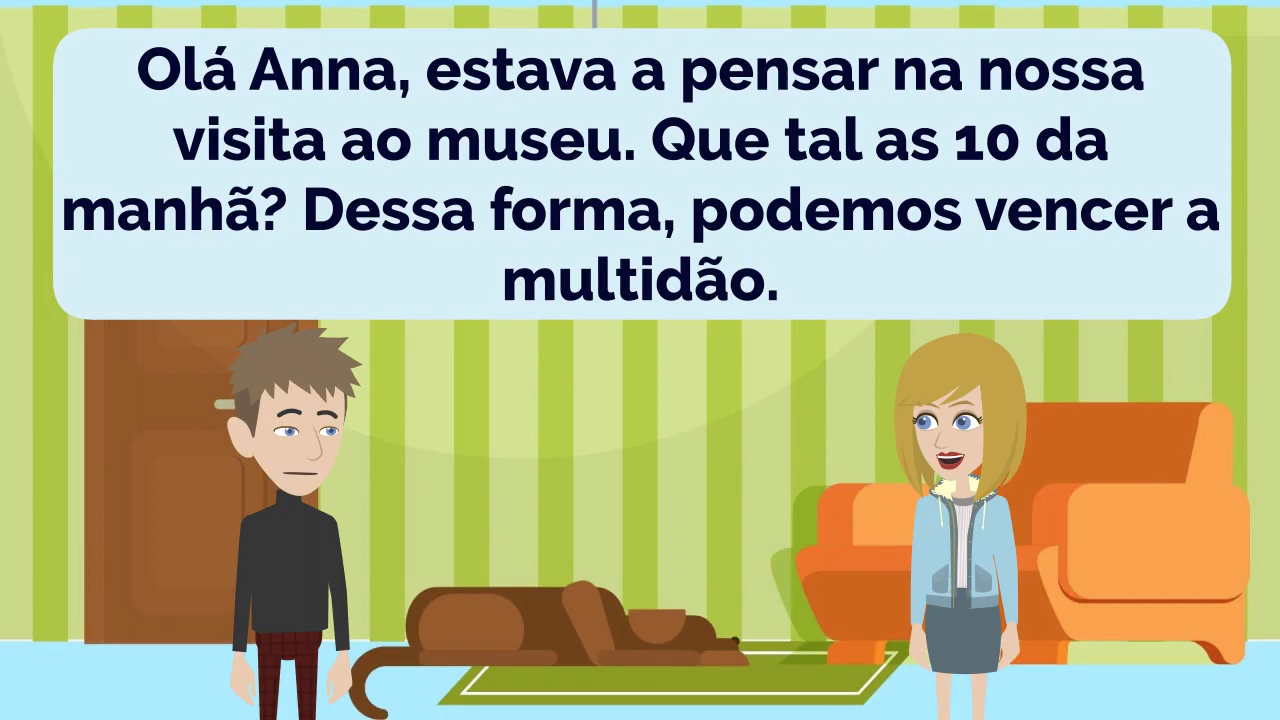 Olá Anna, estava a pensar na nossa
visita ao museu. Que tal as 10 da
manhã? Dessa forma, podemos vencer a
multidão.